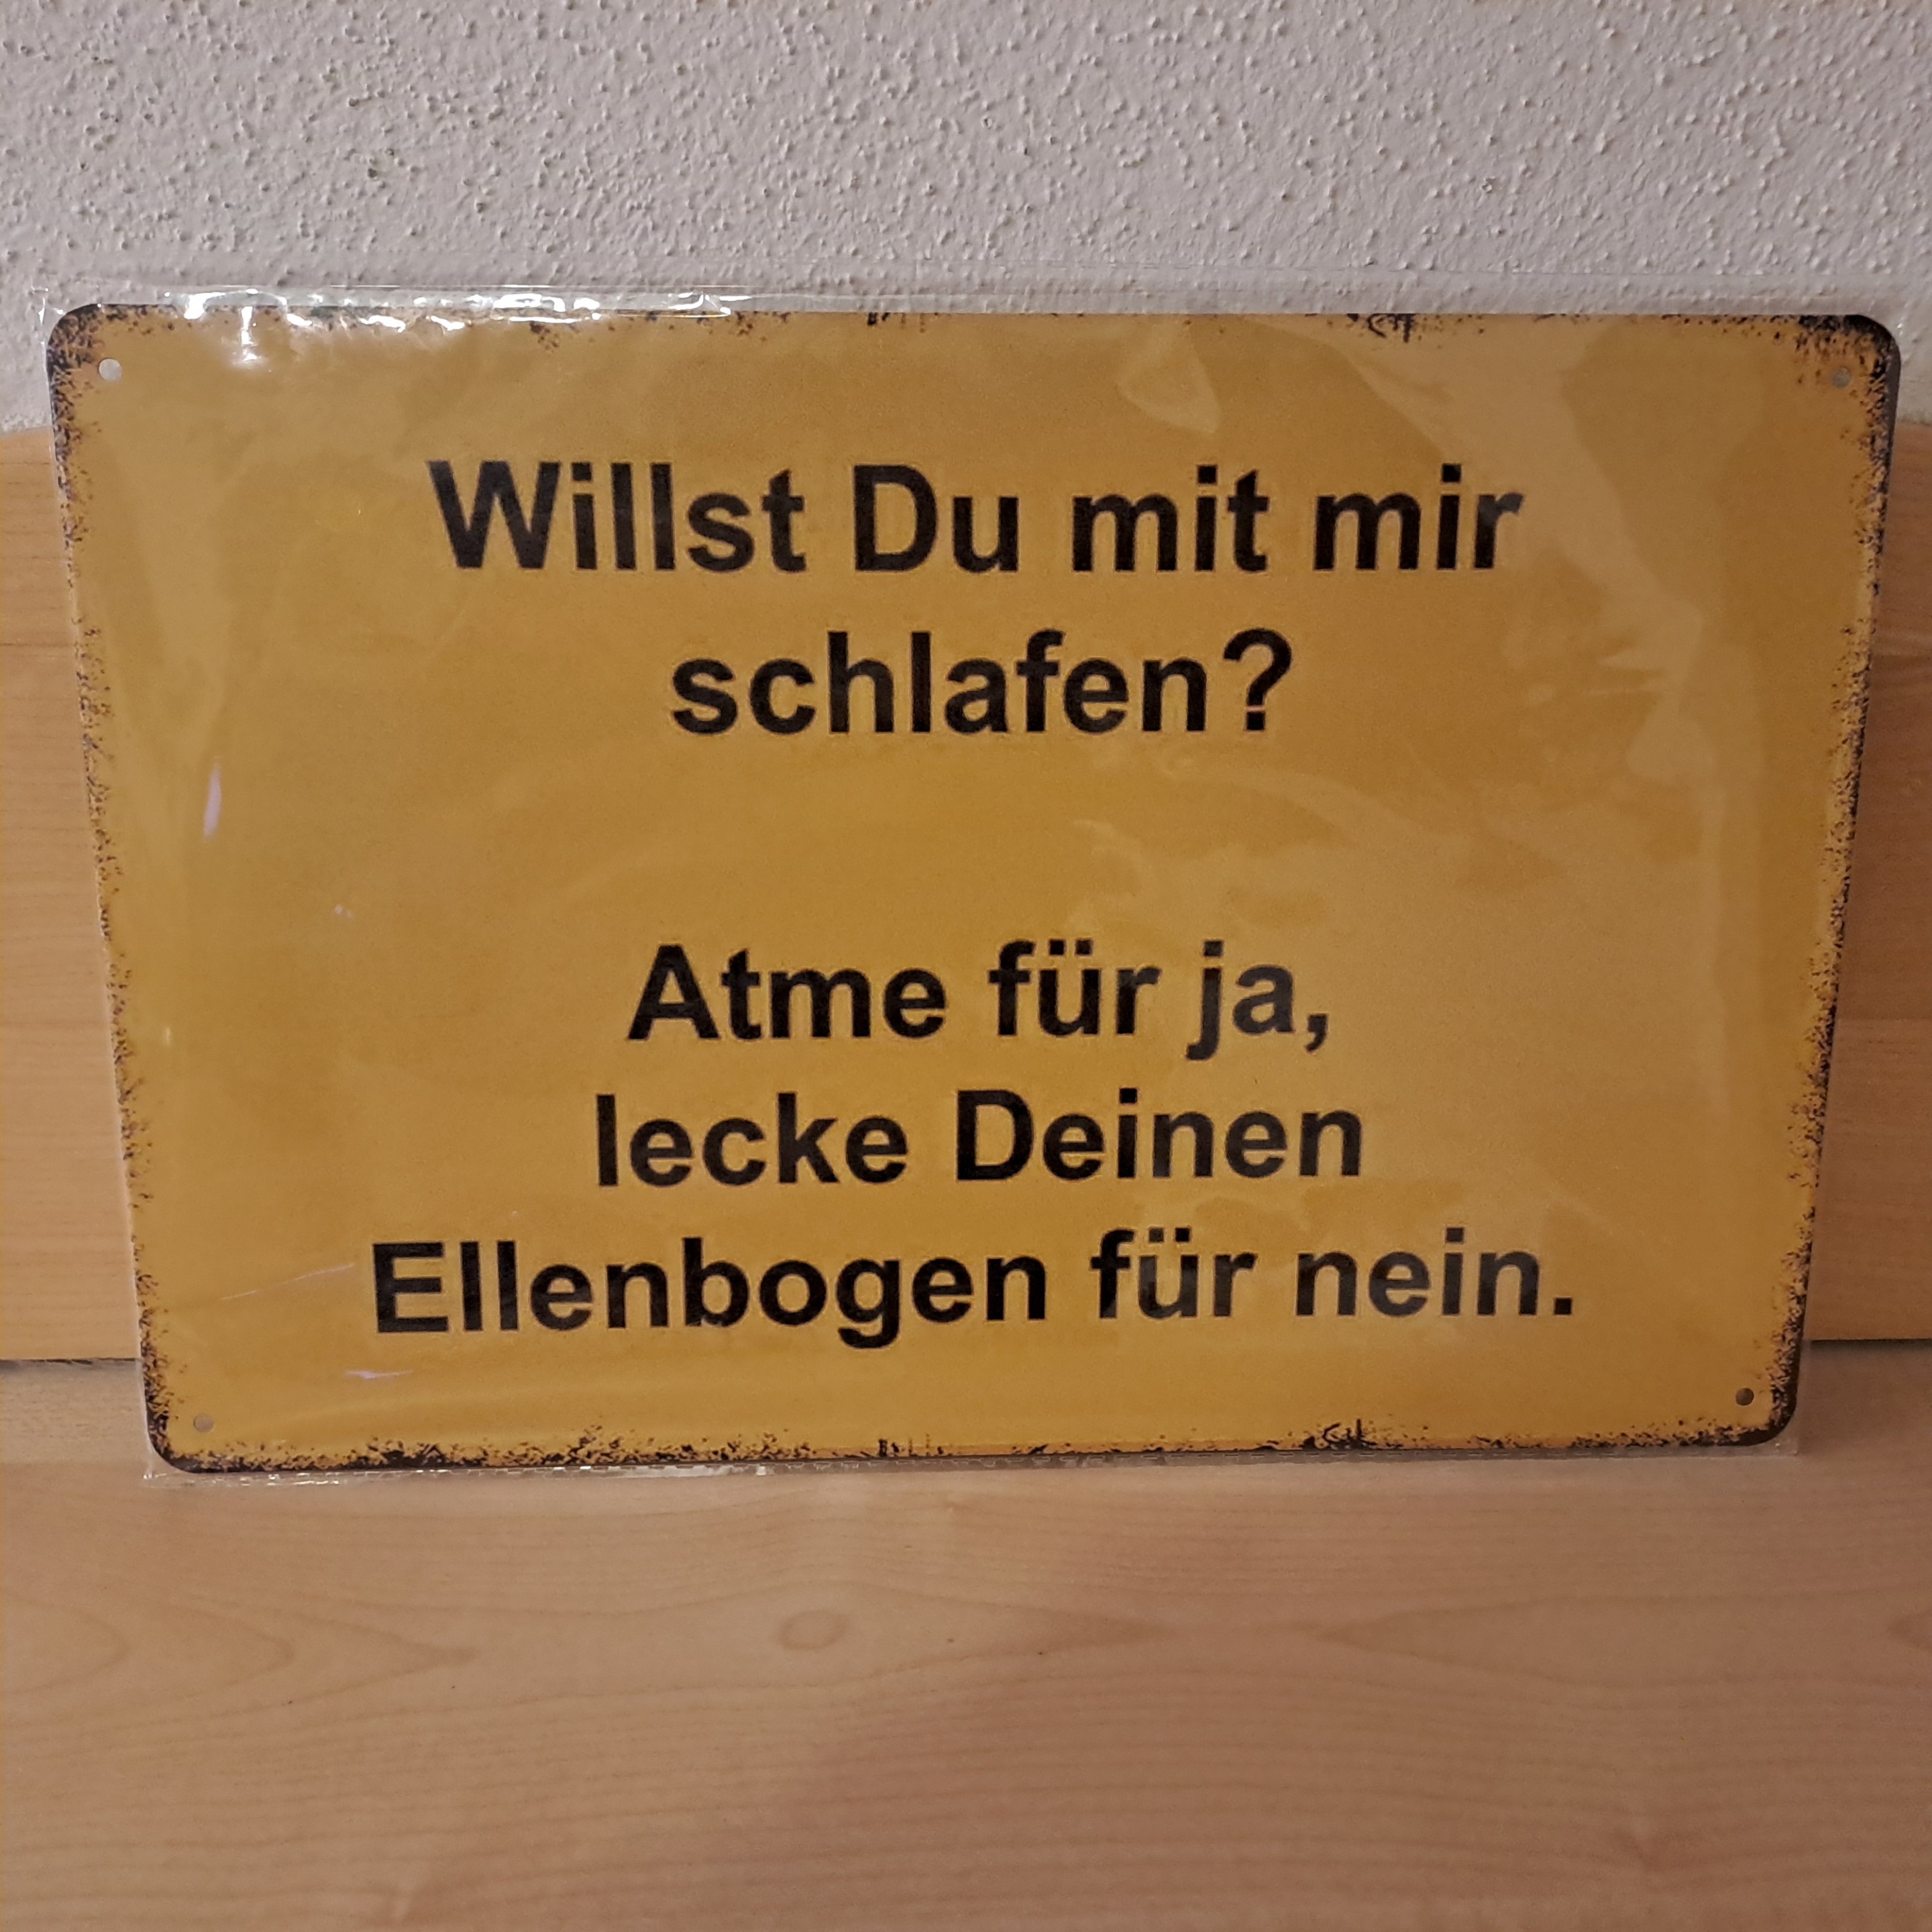 Willst Du mit mir
schlafen?
Atme für ja,
lecke Deinen
Ellenbogen für nein.